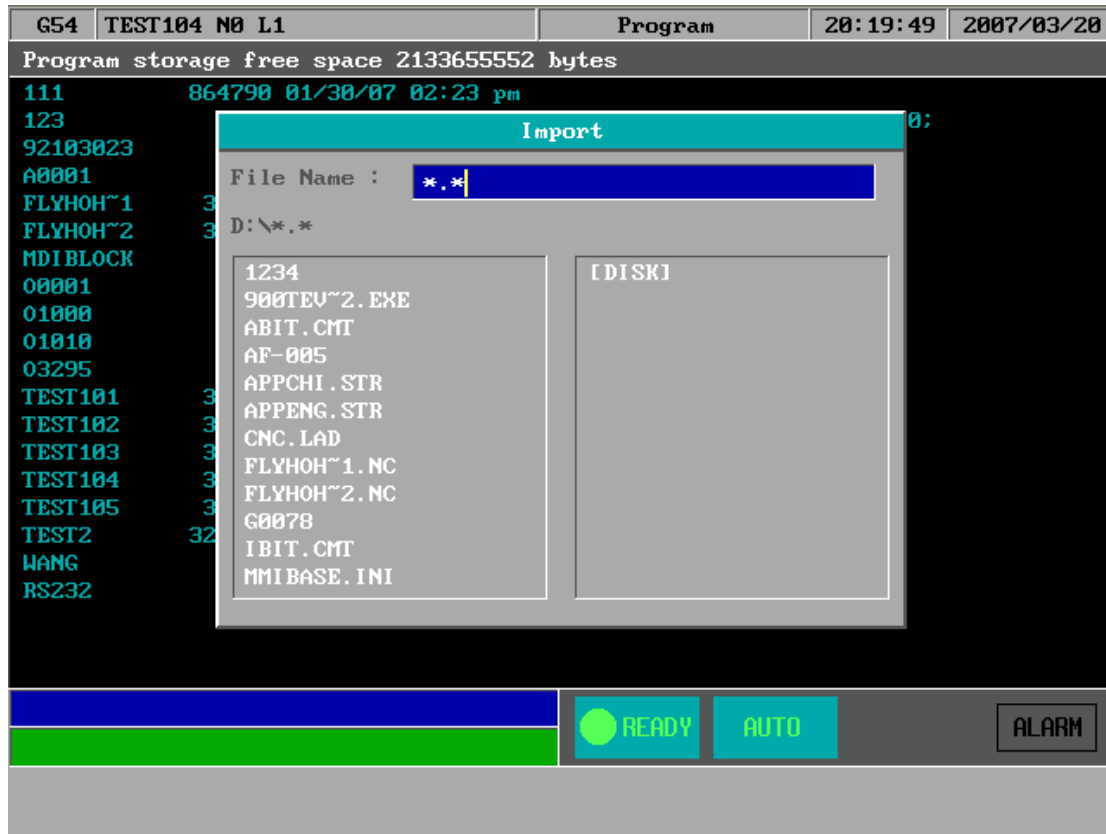 G54 TEST104 N0 L1 Program 20:19:49 2007/03/20
Program storage free space 2133655552 bytes
111 864790 01/30/07 02:23 pm
123 0;
92103023
A0001
FLYHOH~1 3
FLYHOH~2 3
MDIBLOCK
O0001
O1000
O1010
O3295
TEST101 3
TEST102 3
TEST103 3
TEST104 3
TEST105 3
TEST2 32
WANG
RS232
Import
File Name : *.*
D:\*.*
1234
900TEV~2.EXE
ABIT.CMT
AF-005
APPCHI.STR
APPENG.STR
CNC.LAD
FLYHOH~1.NC
FLYHOH~2.NC
G0078
IBIT.CMT
MMIBASE.INI
[DISK]
READY AUTO ALARM